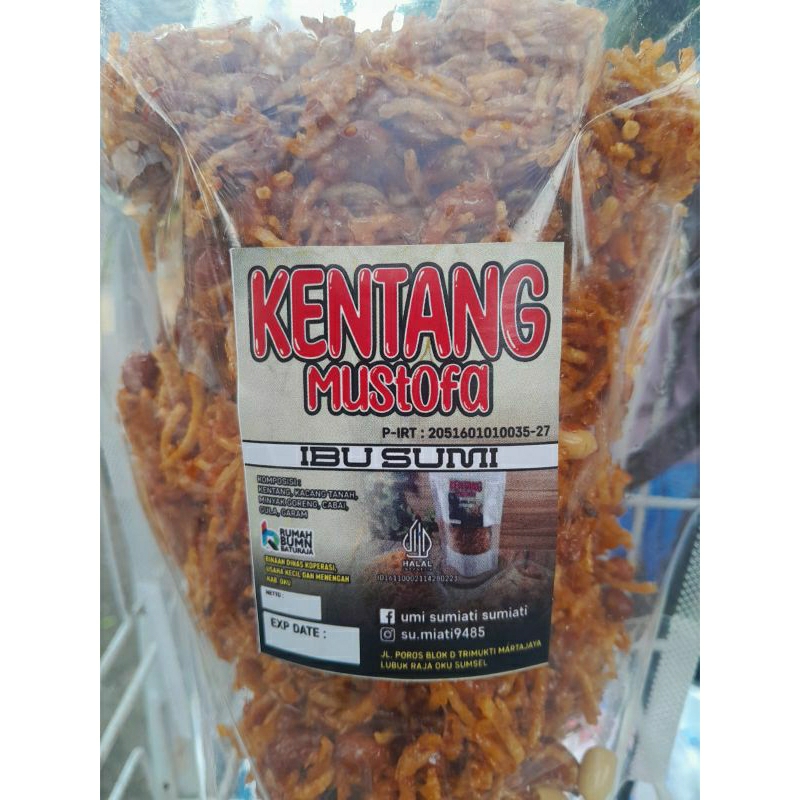 KENTANG
MUSTOFA
P-IRT : 2051601010035-27
IBU SUMI
KOMPOSISI :
KENTANG, KACANG TANAH,
MINYAK GORENG, CABAI,
GULA, GARAM
RUMAH
BUMN
BATURAJA
BINAAN DINAS KOPERASI,
USAHA KECIL DAN MENENGAH
KAB. OKU
HALAL
NETTO :
EXP DATE :
umi sumiati sumiati
su.miati9485
JL. POROS BLOK D TRIMUKTI MARTAJAYA
LUBUK RAJA OKU SUMSEL
KENTANG